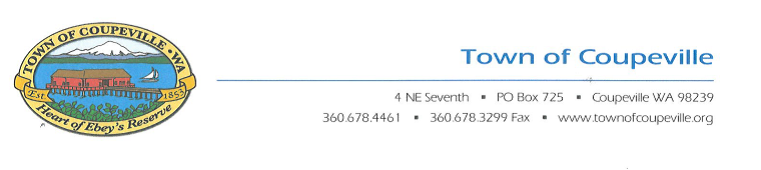 TOWN OF COUPEVILLE • WA
Est. 1853
Heart of Ebey's Reserve
Town of Coupeville
4 NE Seventh ▪ PO Box 725 ▪ Coupeville WA 98239
360.678.4461 ▪ 360.678.3299 Fax ▪ www.townofcoupeville.org